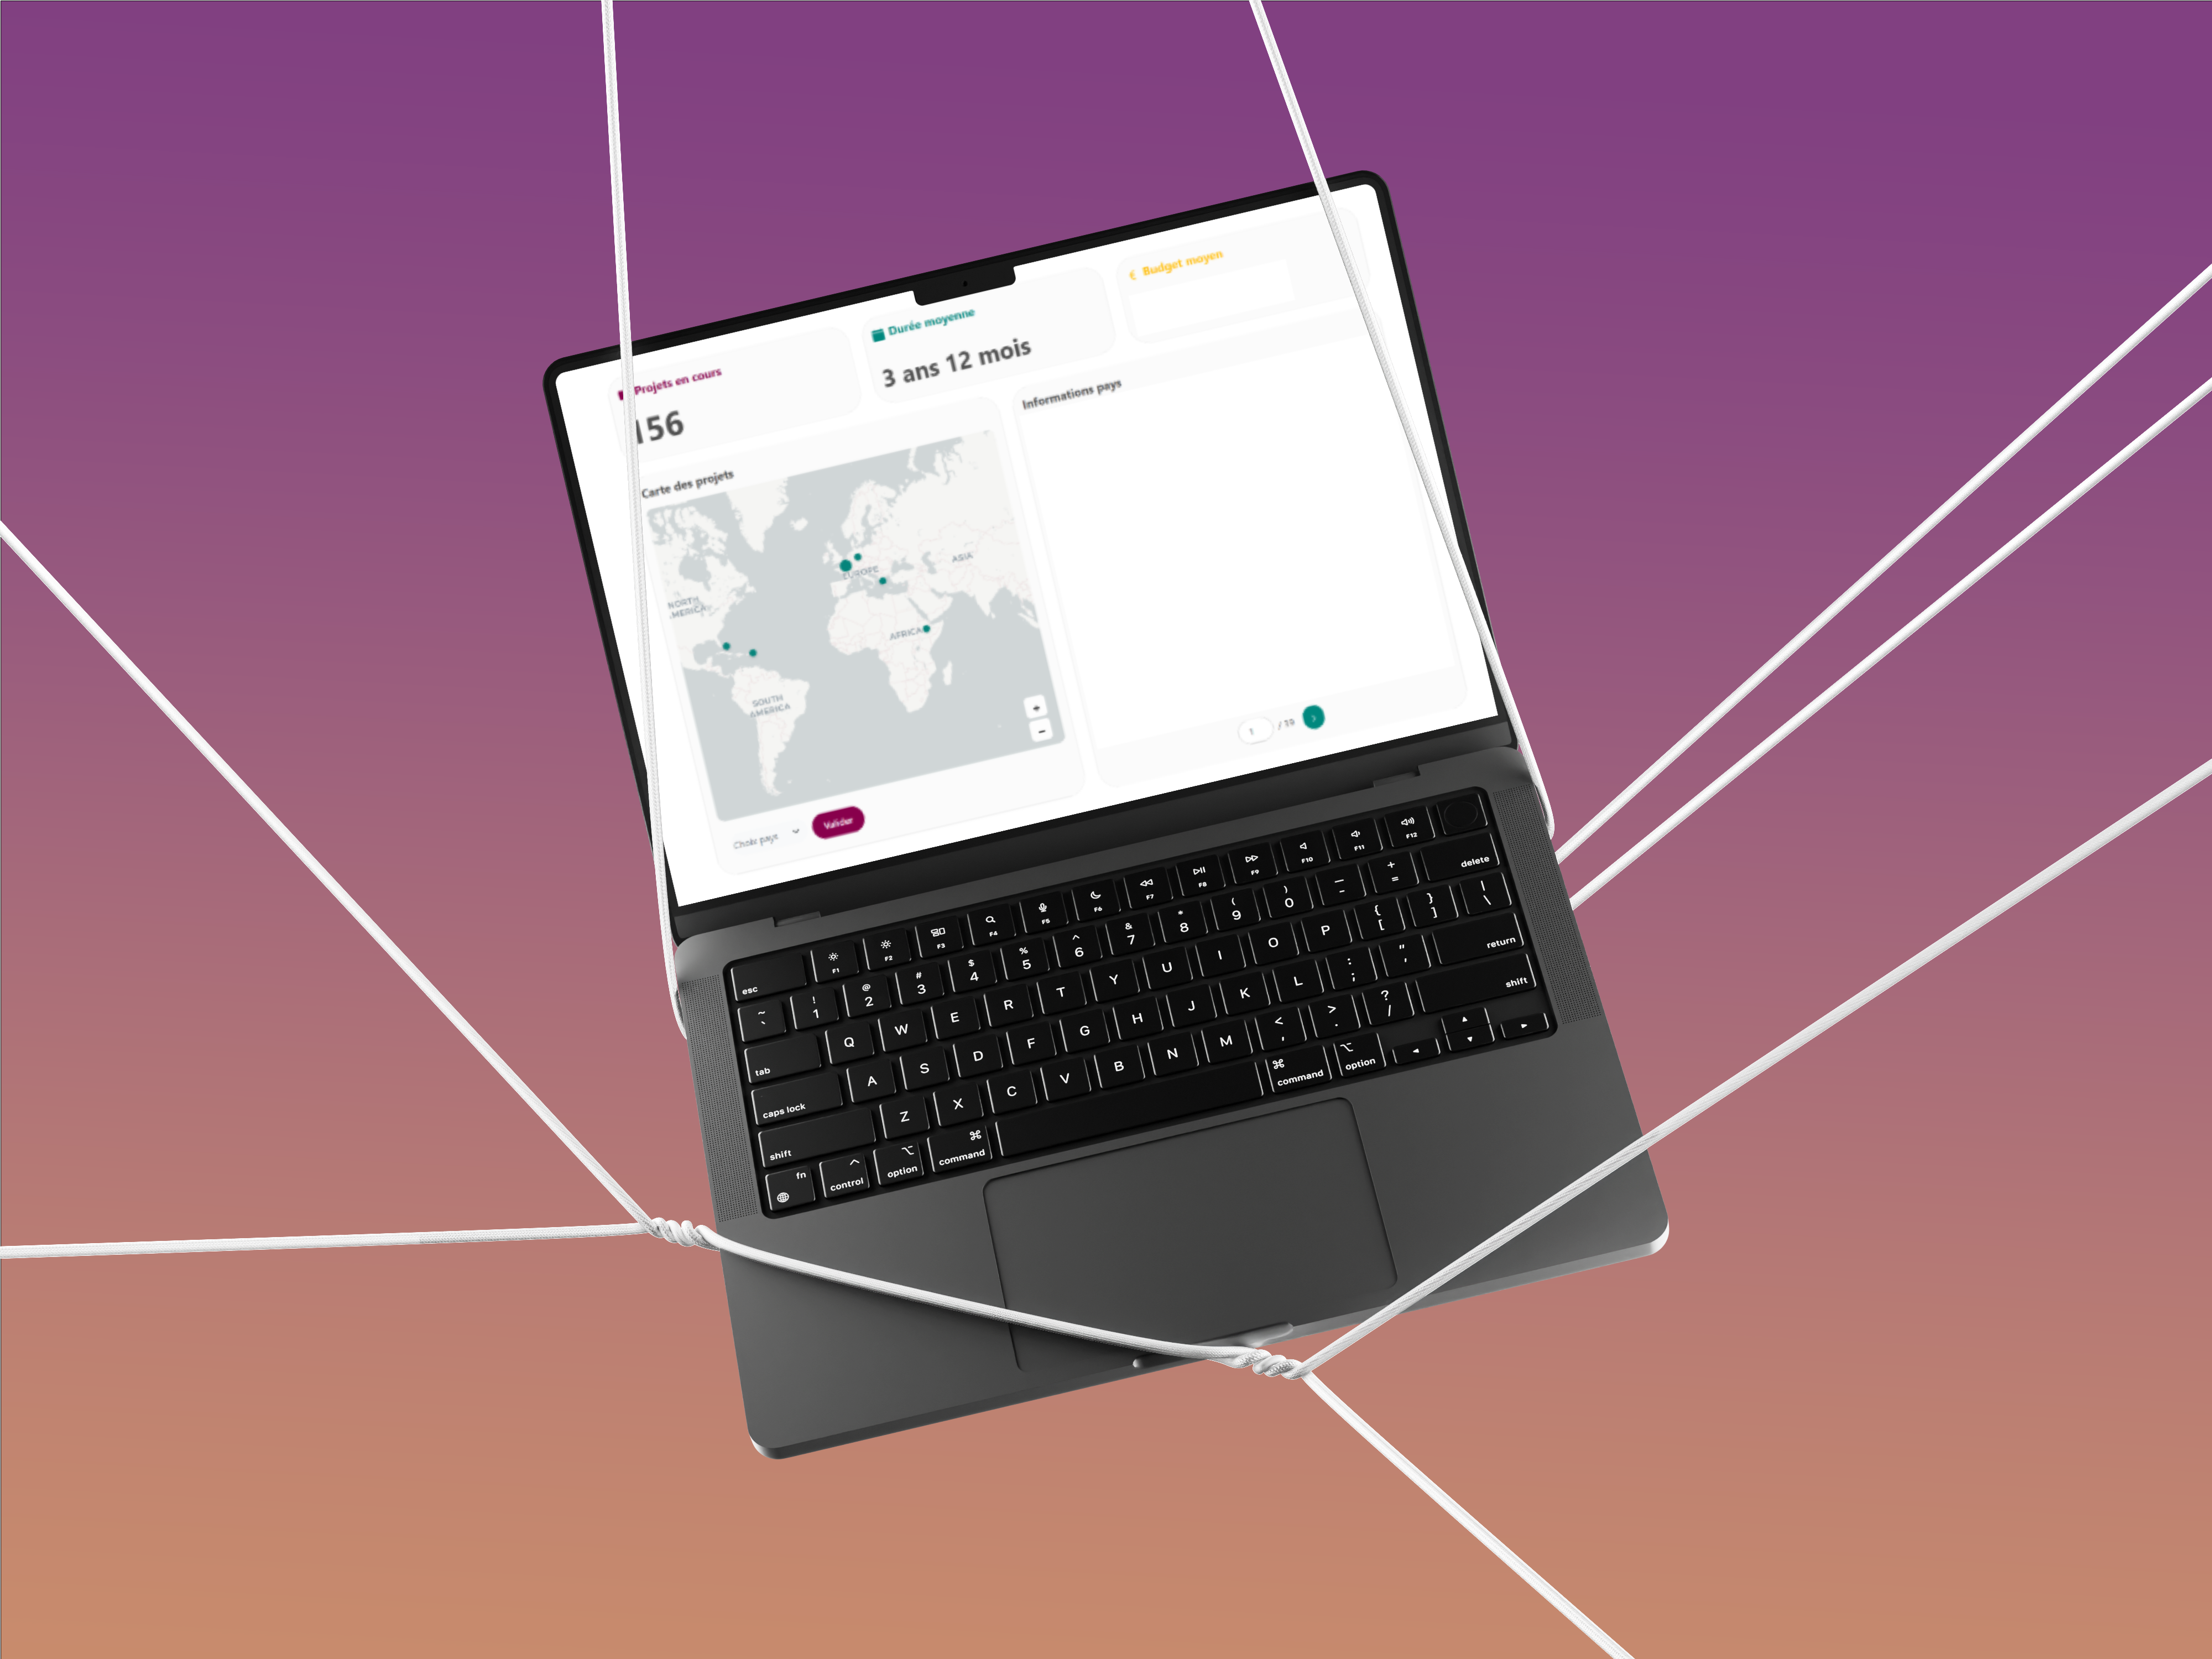 Projets en cours
156
Durée moyenne
3 ans 12 mois
€ Budget moyen
Carte des projets
Informations pays
NORTH
AMERICA
EUROPE
ASIA
AFRICA
SOUTH
AMERICA
+
−
Choix pays
Valider
1 / 19
esc F1 F2 F3 F4 F5 F6 F7 F8 F9 F10 F11 F12
~ ` ! 1 @ 2 # 3 $ 4 % 5 ^ 6 & 7 * 8 ( 9 ) 0 — - + = delete
tab Q W E R T Y U I O P { [ } ] | \
caps lock A S D F G H J K L : ; " ' return
shift Z X C V B N M < , > . ? / shift
fn control option command command option